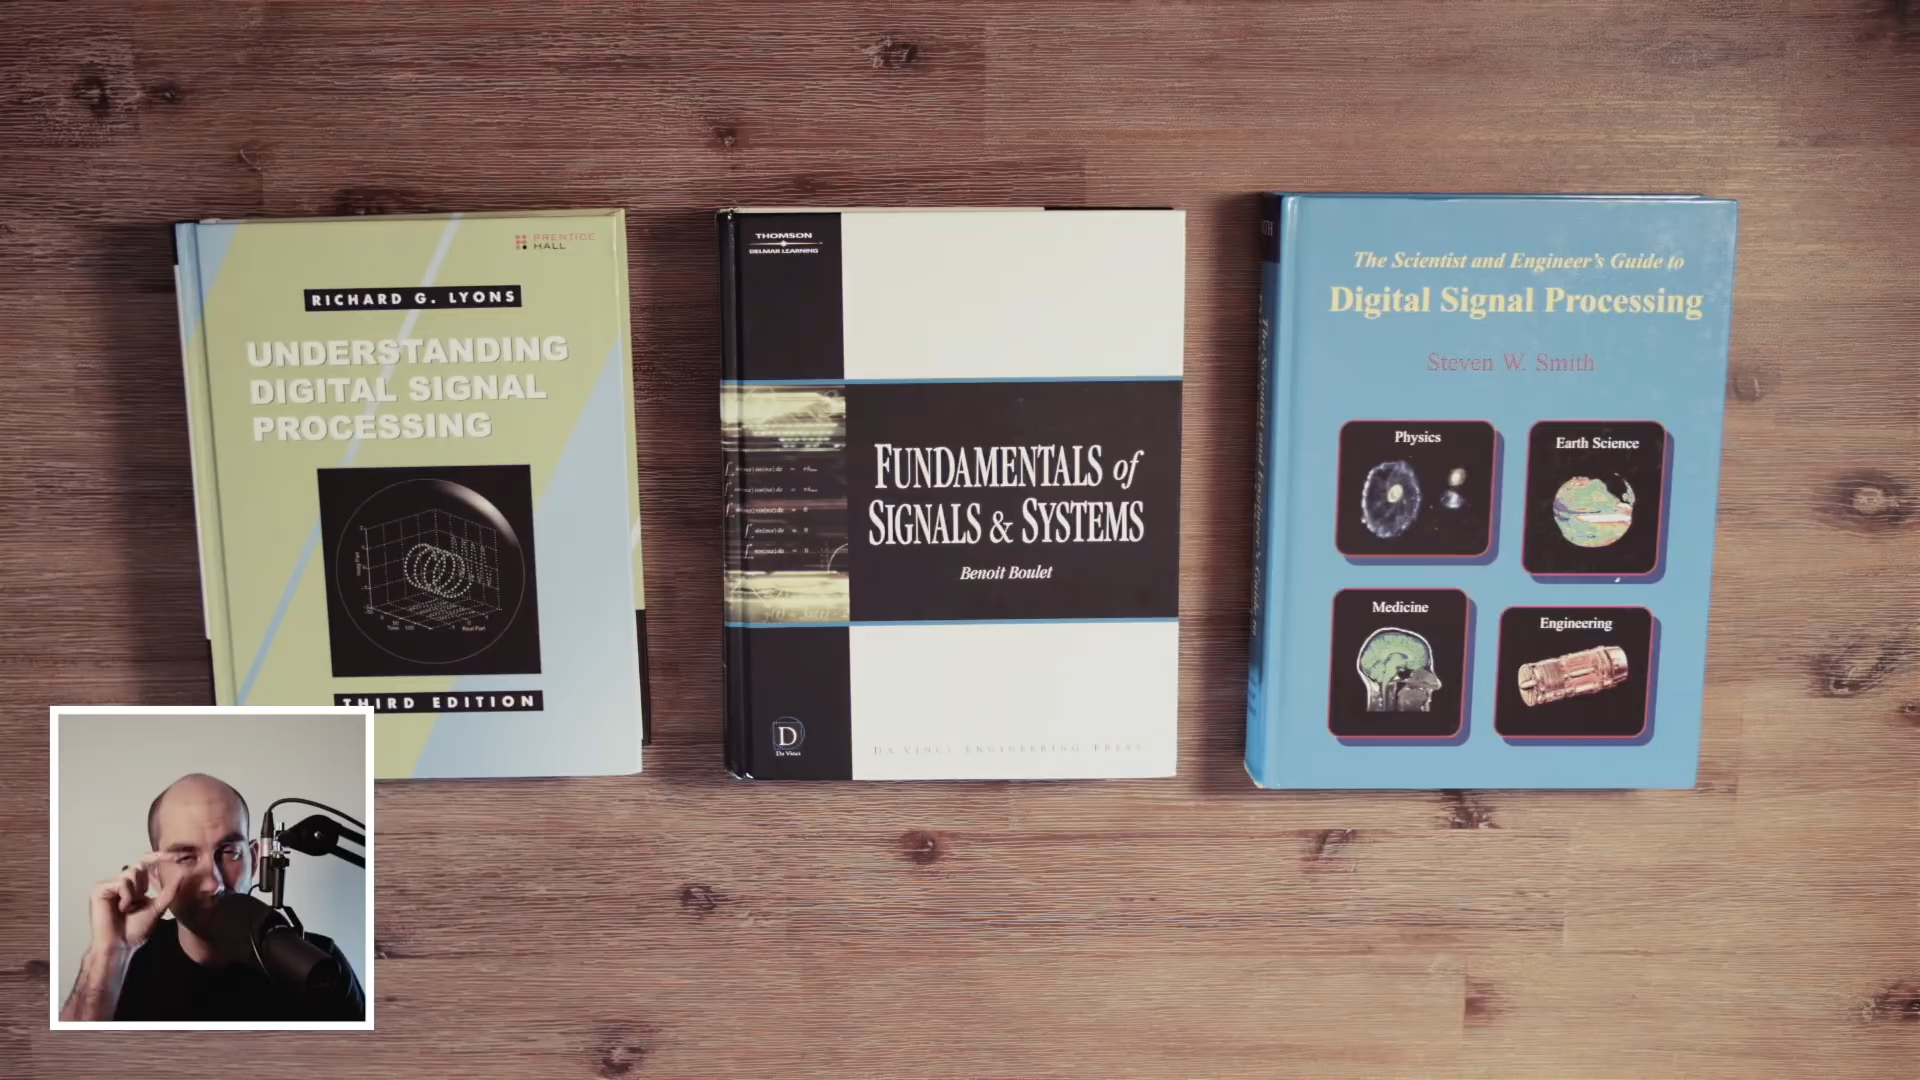 PRENTICE
HALL
RICHARD G. LYONS
UNDERSTANDING
DIGITAL SIGNAL
PROCESSING
THIRD EDITION
THOMSON
DELMAR LEARNING
FUNDAMENTALS of
SIGNALS & SYSTEMS
Benoit Boulet
D
Da Vinci
DA VINCI ENGINEERING PRESS
The Scientist and Engineer's Guide to
Digital Signal Processing
Steven W. Smith
Physics
Earth Science
Medicine
Engineering